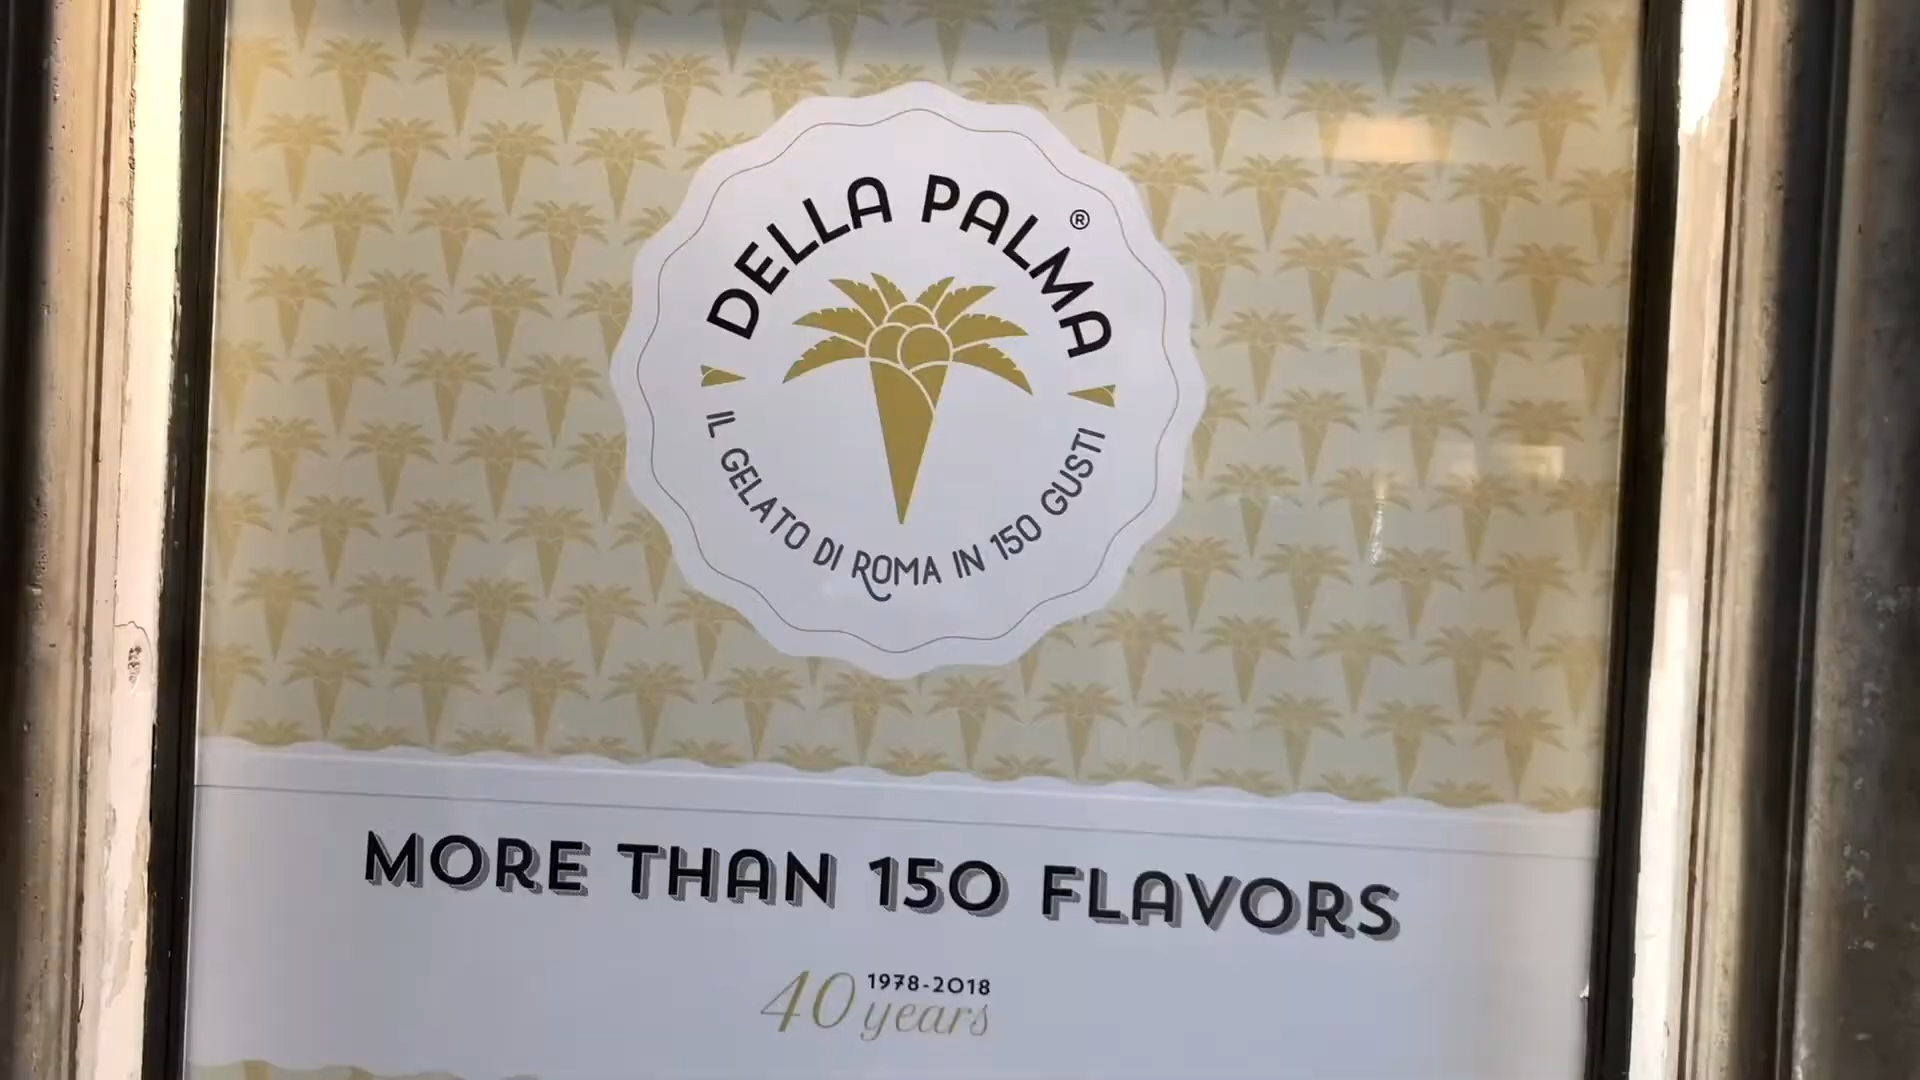 DELLA PALMA®
IL GELATO DI ROMA IN 150 GUSTI
MORE THAN 150 FLAVORS
1978-2018
40 years